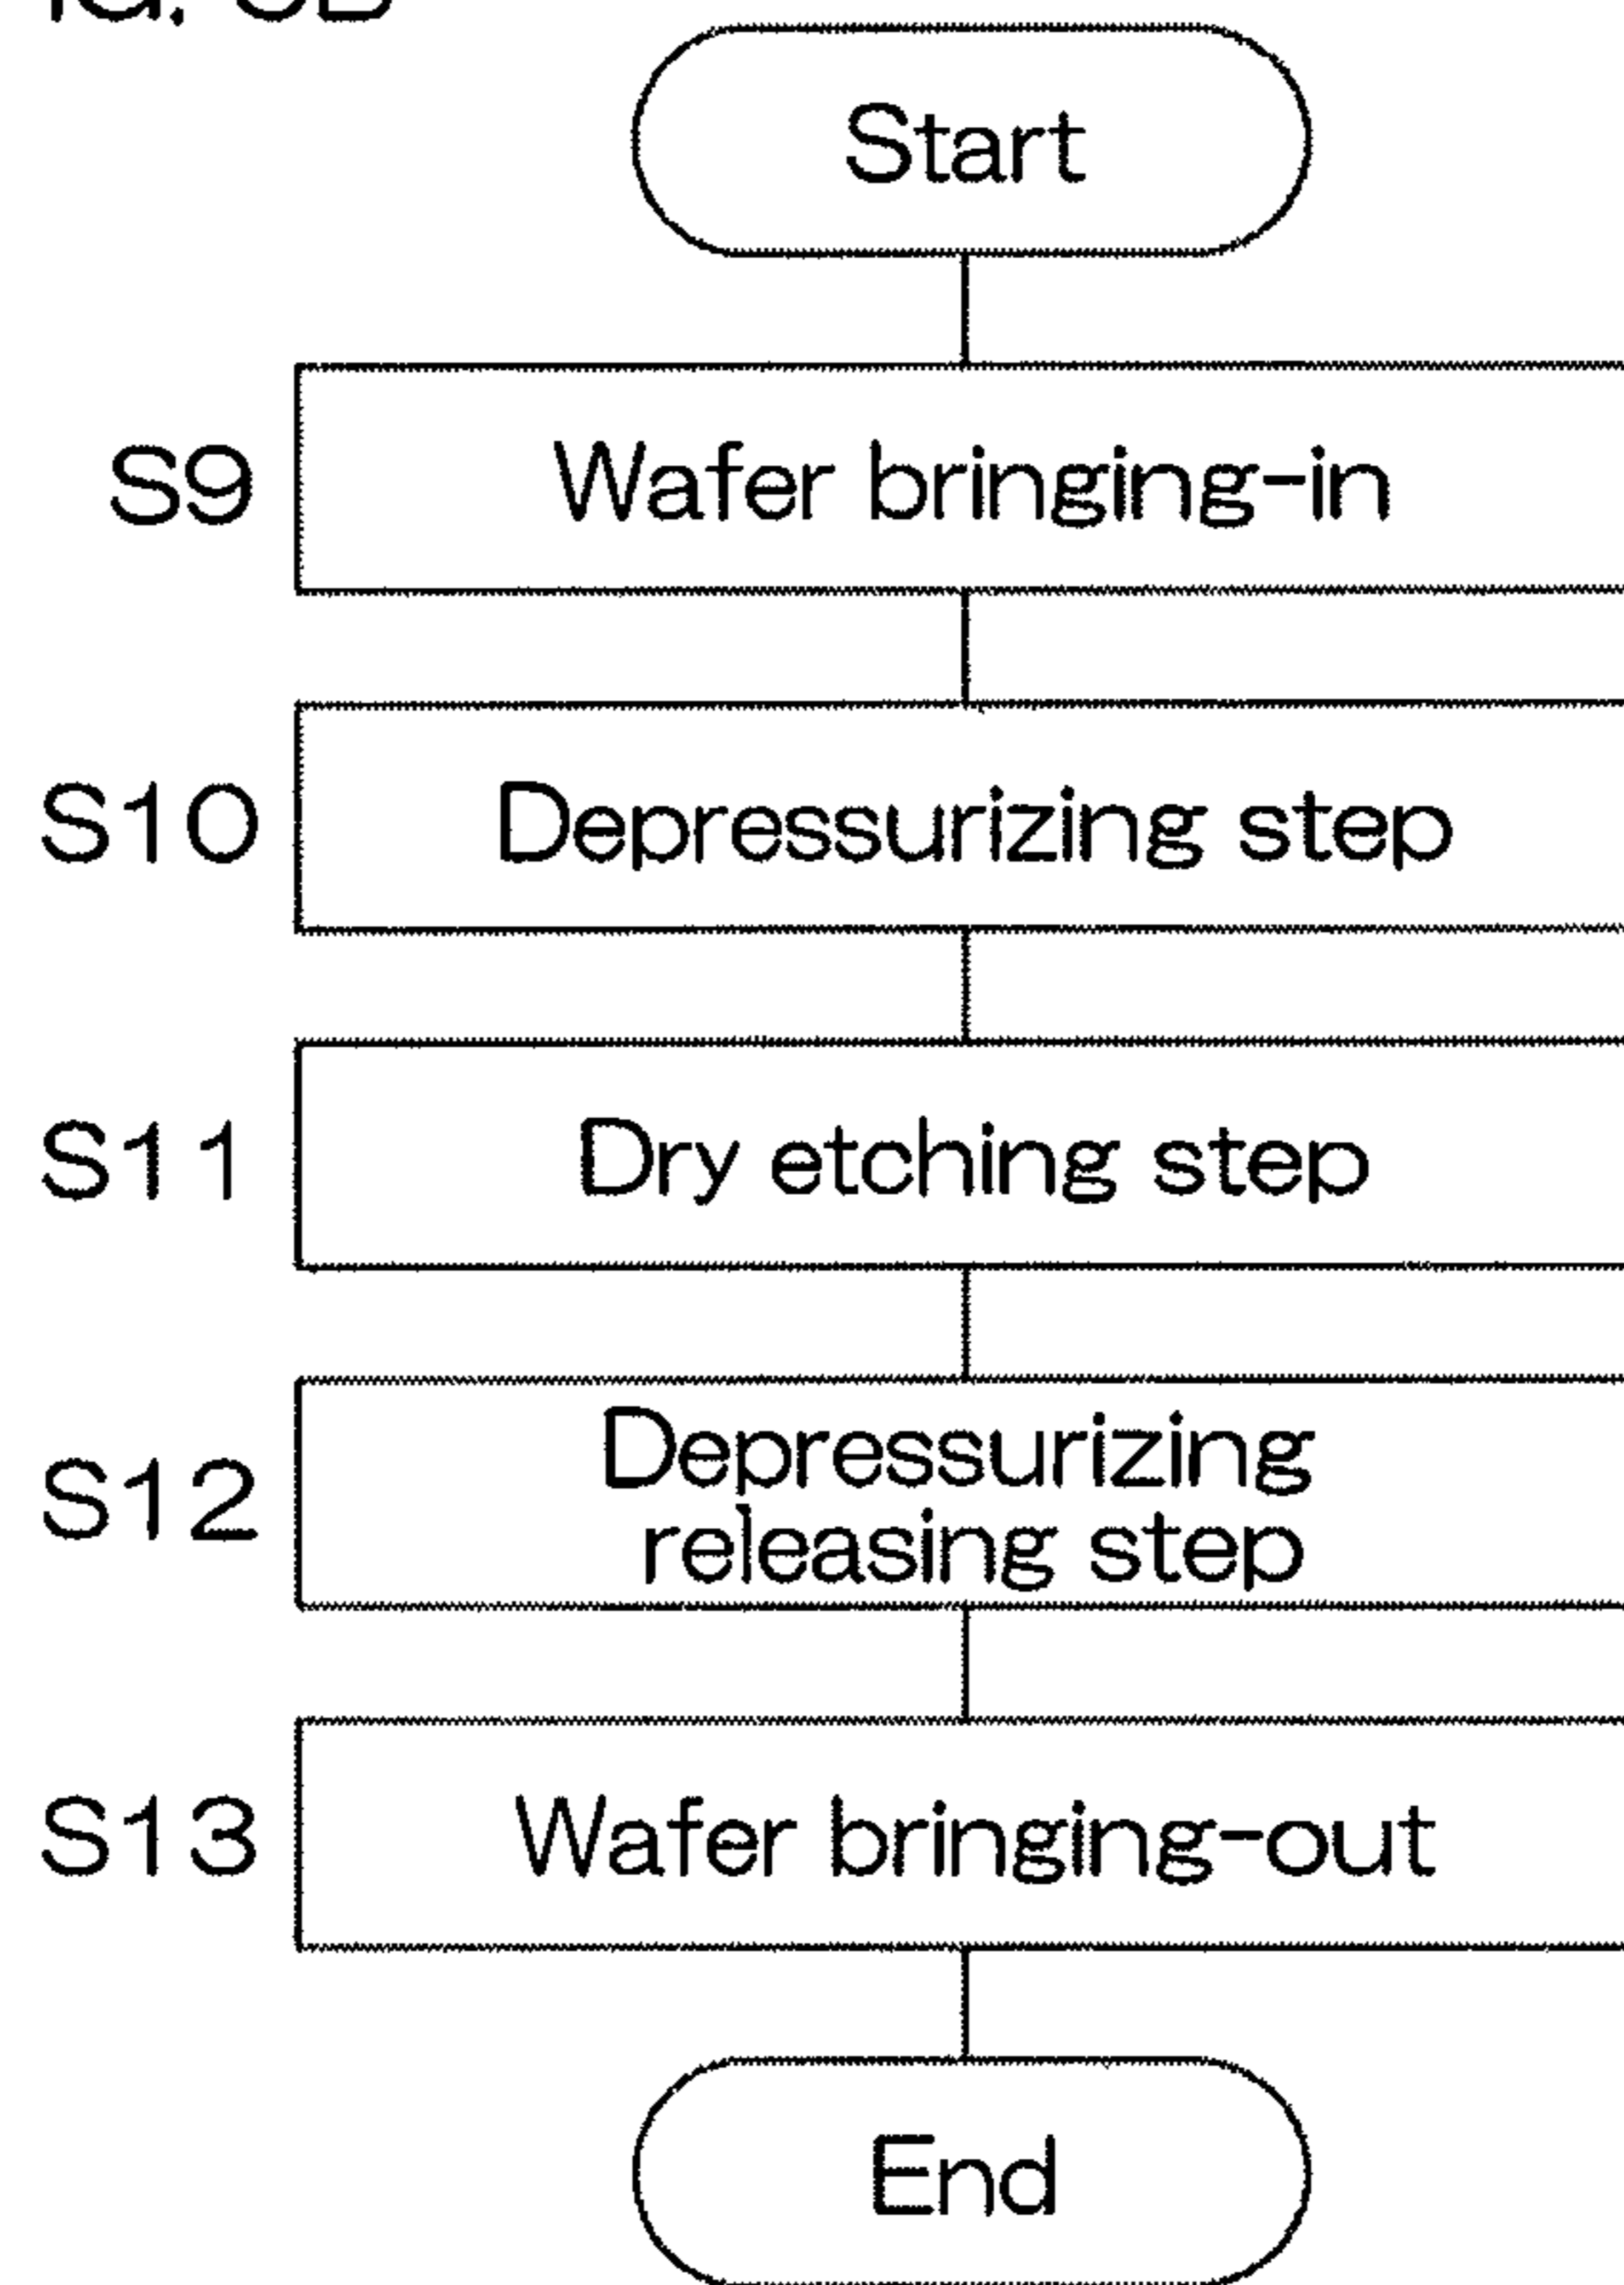 Start
S9
Wafer bringing-in
S10
Depressurizing step
S11
Dry etching step
S12
Depressurizing
releasing step
S13
Wafer bringing-out
End